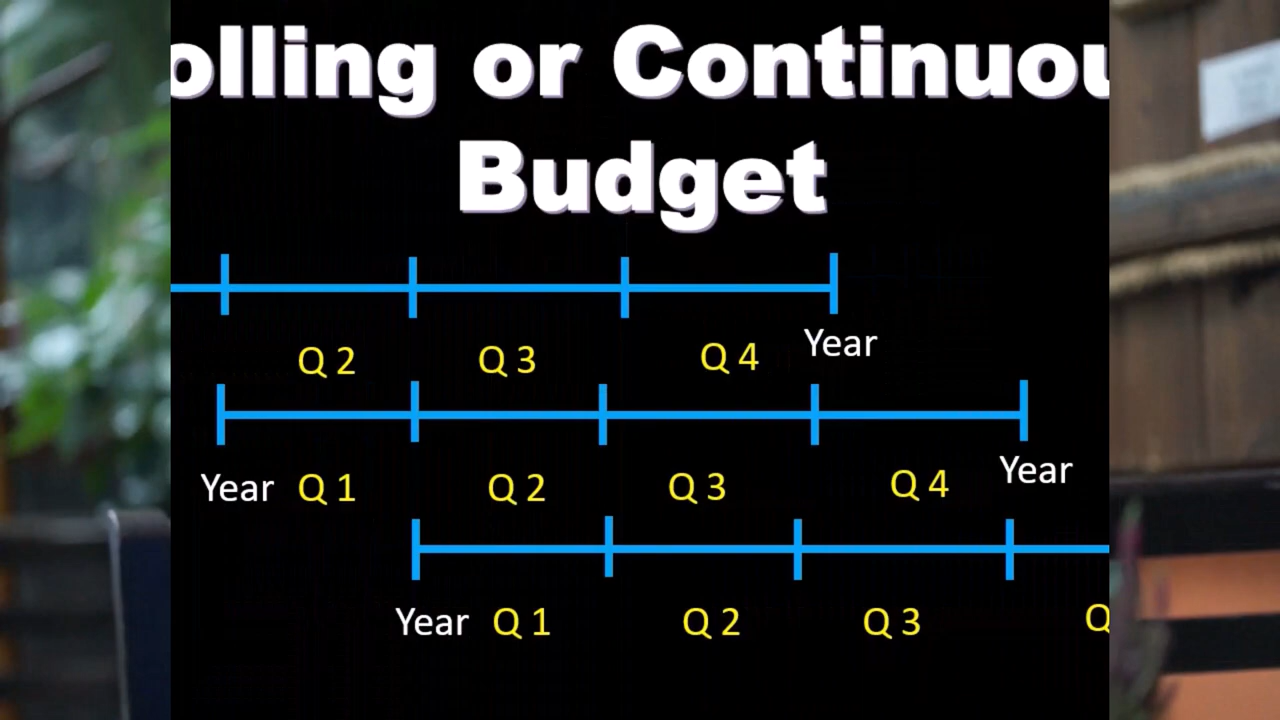 olling or Continuou
Budget
Q 2 Q 3 Q 4 Year
Year Q 1 Q 2 Q 3 Q 4 Year
Year Q 1 Q 2 Q 3 Q